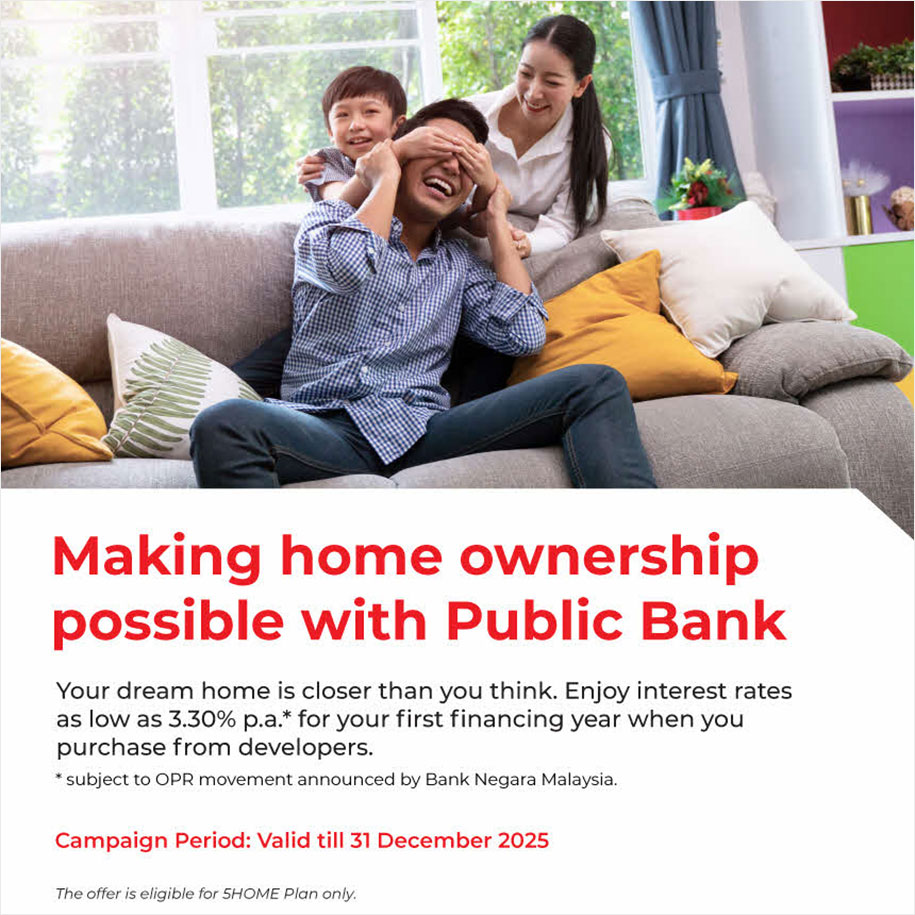 Making home ownership
possible with Public Bank
Your dream home is closer than you think. Enjoy interest rates
as low as 3.30% p.a.* for your first financing year when you
purchase from developers.
* subject to OPR movement announced by Bank Negara Malaysia.
Campaign Period: Valid till 31 December 2025
The offer is eligible for 5HOME Plan only.